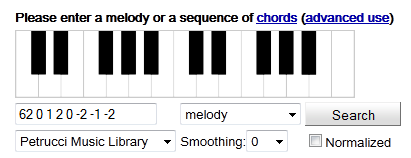 Please enter a melody or a sequence of chords (advanced use)
62 0 1 2 0 -2 -1 -2 melody Search
Petrucci Music Library Smoothing: 0 Normalized